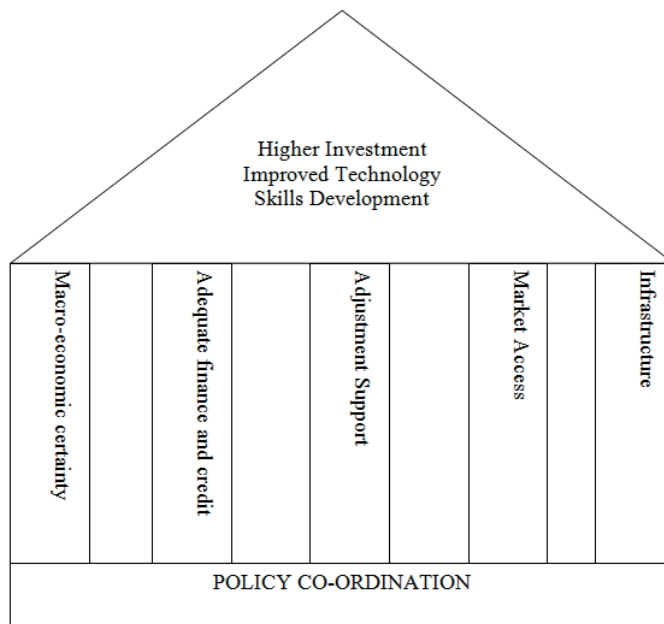 Higher Investment
Improved Technology
Skills Development
Macro-economic certainty
Adequate finance and credit
Adjustment Support
Market Access
Infrastructure
POLICY CO-ORDINATION